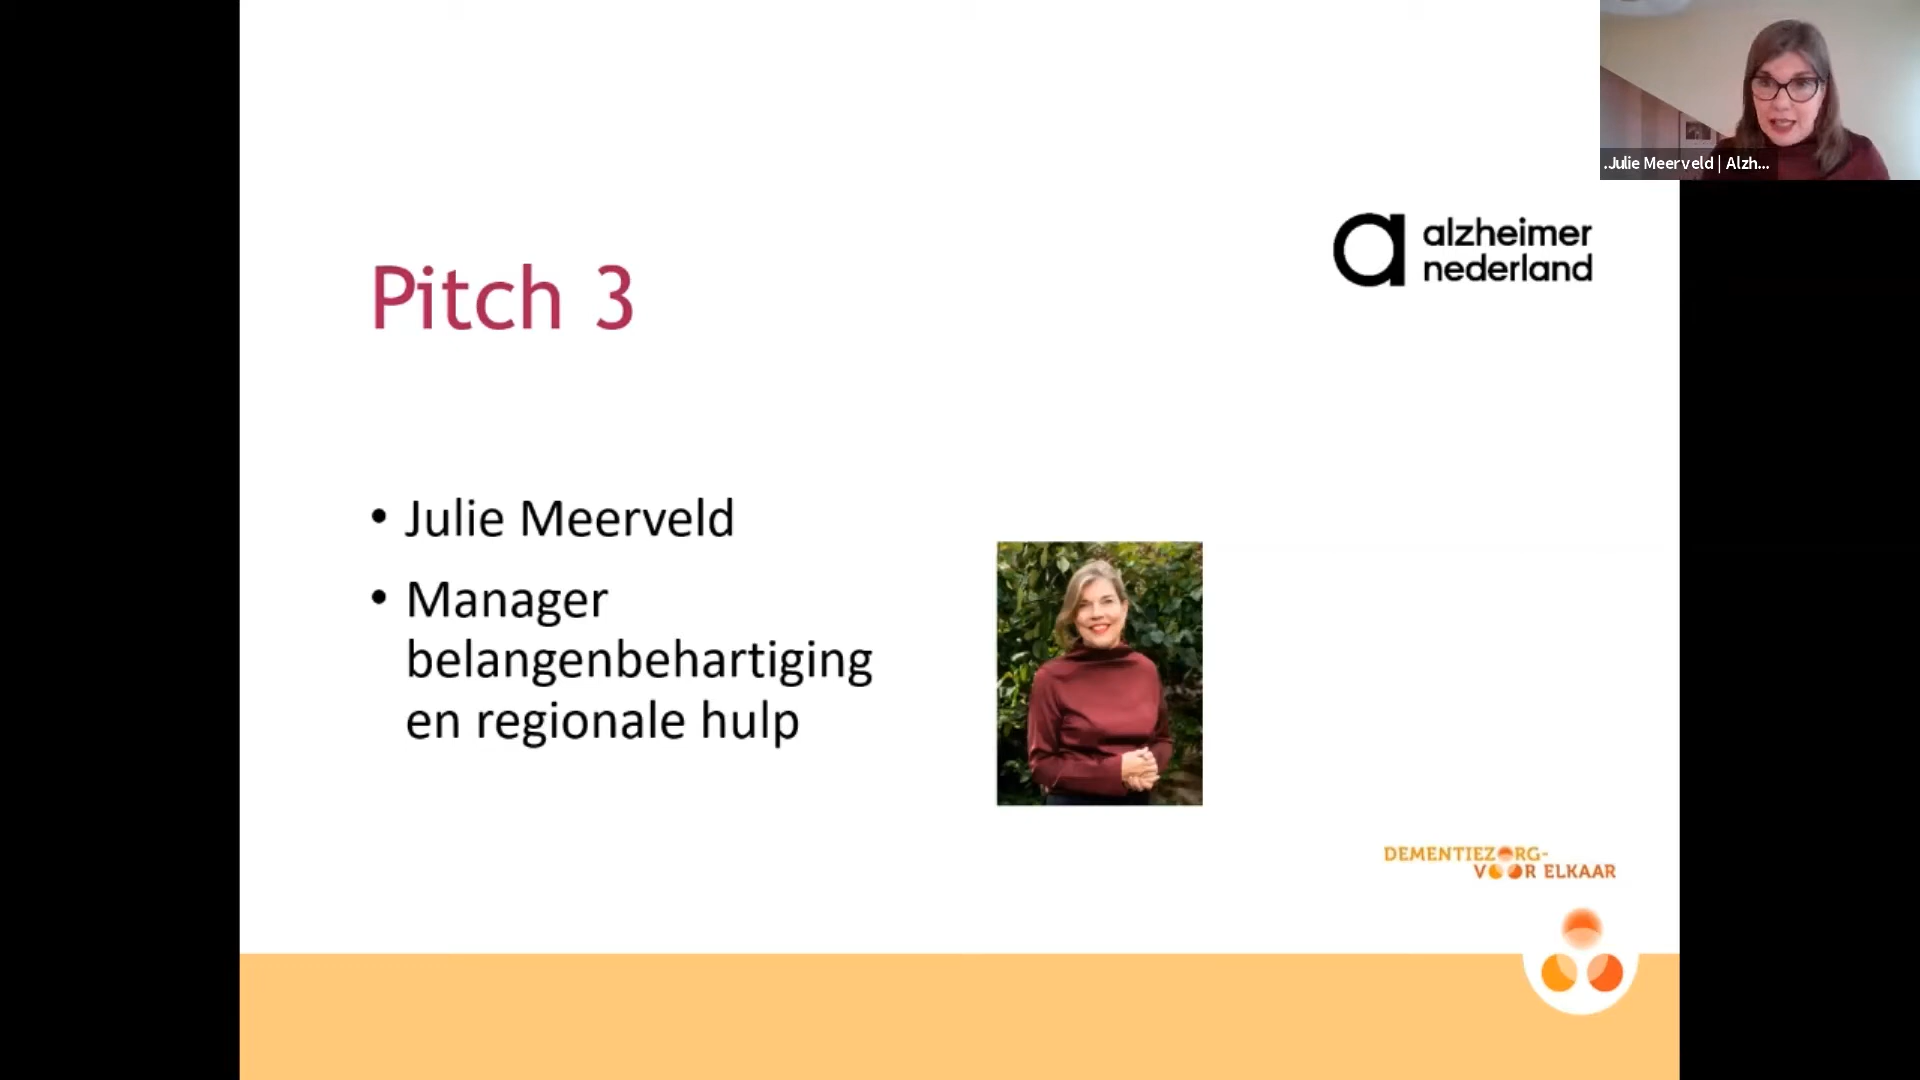 .Julie Meerveld | Alzh...
alzheimer
nederland
Pitch 3
• Julie Meerveld
• Manager
belangenbehartiging
en regionale hulp
DEMENTIEZORG-
VOOR ELKAAR